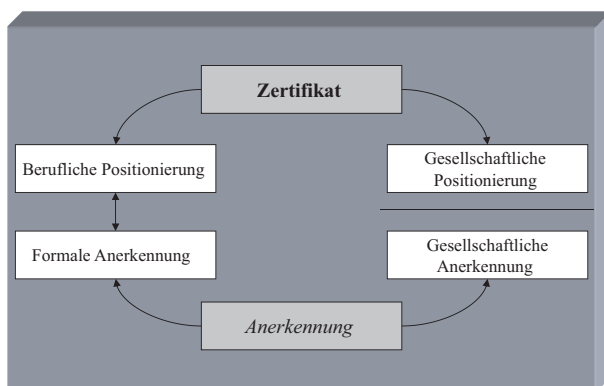 Zertifikat
Berufliche Positionierung
Gesellschaftliche
Positionierung
Formale Anerkennung
Gesellschaftliche
Anerkennung
Anerkennung